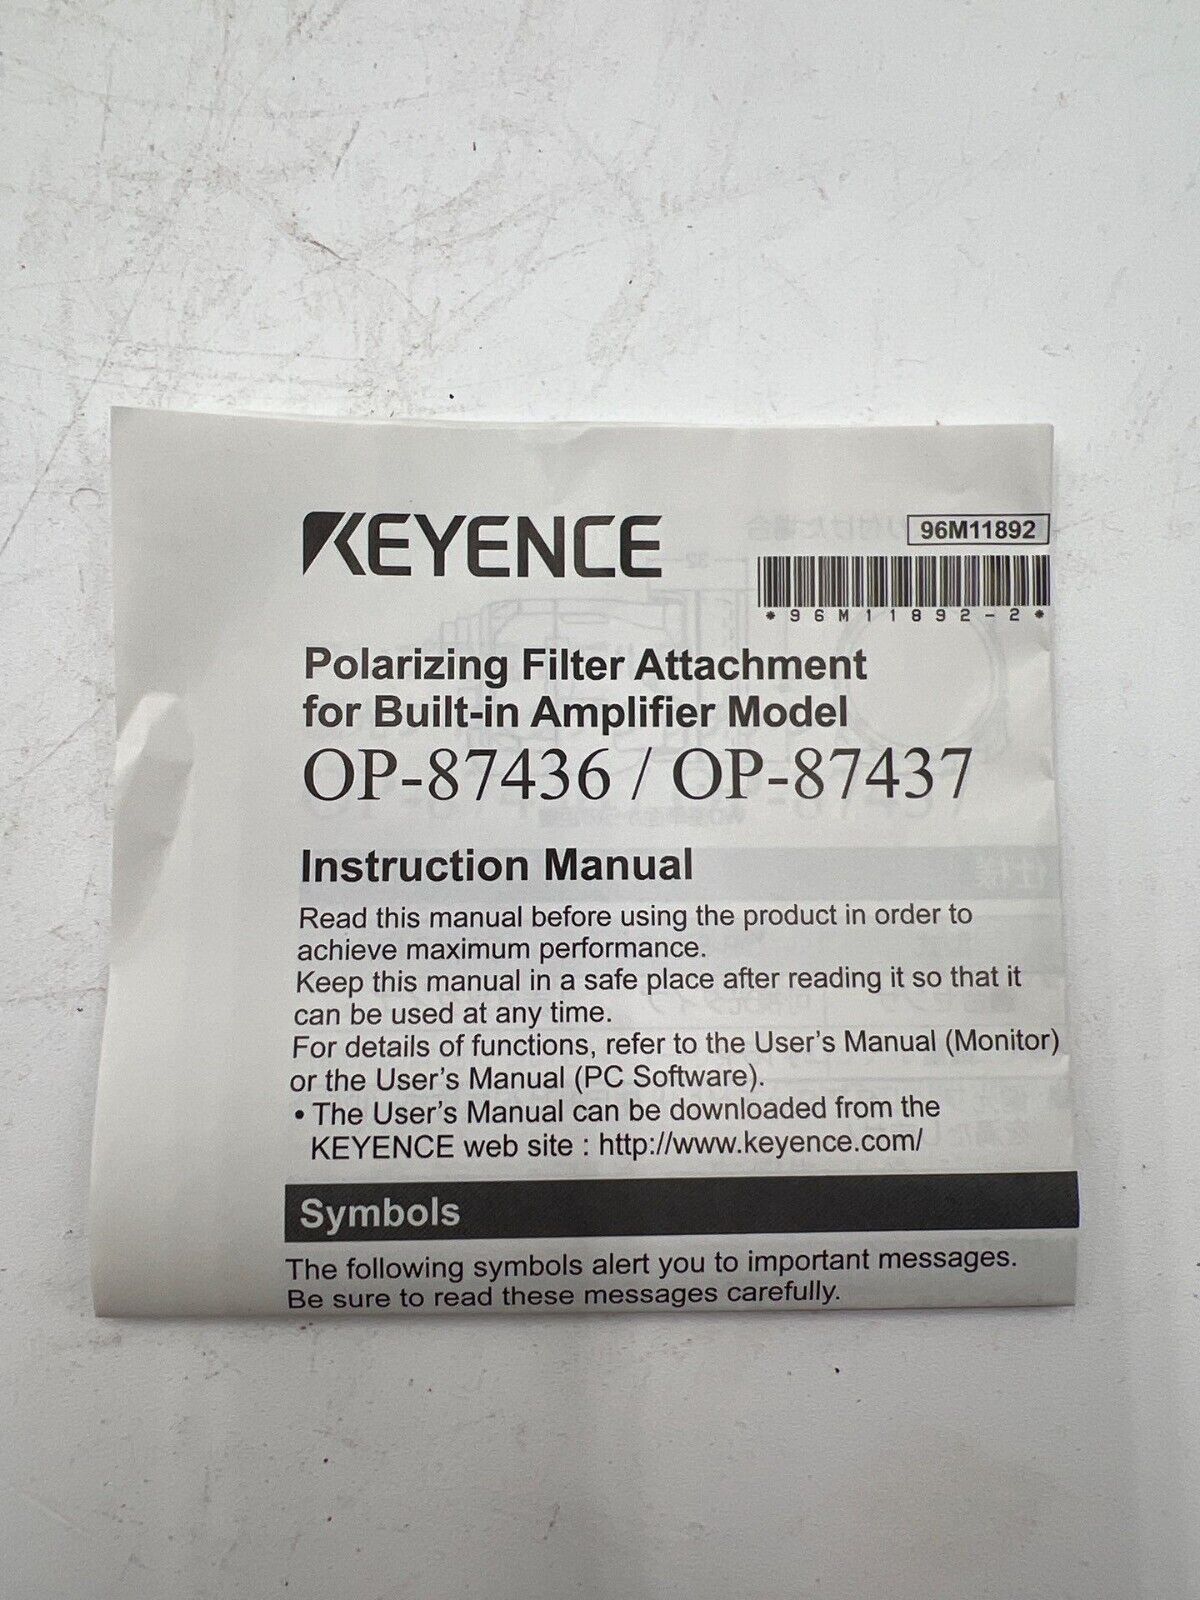 KEYENCE
96M11892
*96M11892-2*
Polarizing Filter Attachment
for Built-in Amplifier Model
OP-87436 / OP-87437
Instruction Manual
Read this manual before using the product in order to
achieve maximum performance.
Keep this manual in a safe place after reading it so that it
can be used at any time.
For details of functions, refer to the User's Manual (Monitor)
or the User's Manual (PC Software).
• The User's Manual can be downloaded from the
KEYENCE web site : http://www.keyence.com/
Symbols
The following symbols alert you to important messages.
Be sure to read these messages carefully.